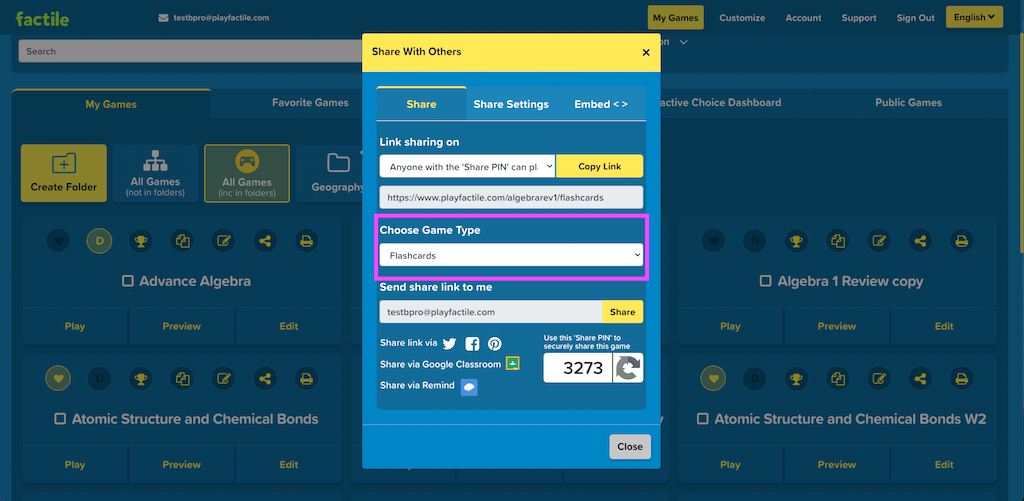 factile
testbpro@playfactile.com
My Games
Customize
Account
Support
Sign Out
English
Search
Share With Others
×
My Games
Favorite Games
Choice Dashboard
Public Games
Share
Share Settings
Embed < >
Link sharing on
Anyone with the 'Share PIN' can pl
Copy Link
https://www.playfactile.com/algebrarev1/flashcards
Choose Game Type
Flashcards
Send share link to me
testbpro@playfactile.com
Share
Share link via
Share via Google Classroom
Share via Remind
Use this 'Share PIN' to
securely share this game
3273
Close
Create Folder
All Games
(not in folders)
All Games
(inc in folders)
Geography
D
Advance Algebra
Play
Preview
Edit
D
Algebra 1 Review copy
Play
Preview
Edit
D
Atomic Structure and Chemical Bonds
Play
Preview
Edit
D
Atomic Structure and Chemical Bonds W2
Play
Preview
Edit